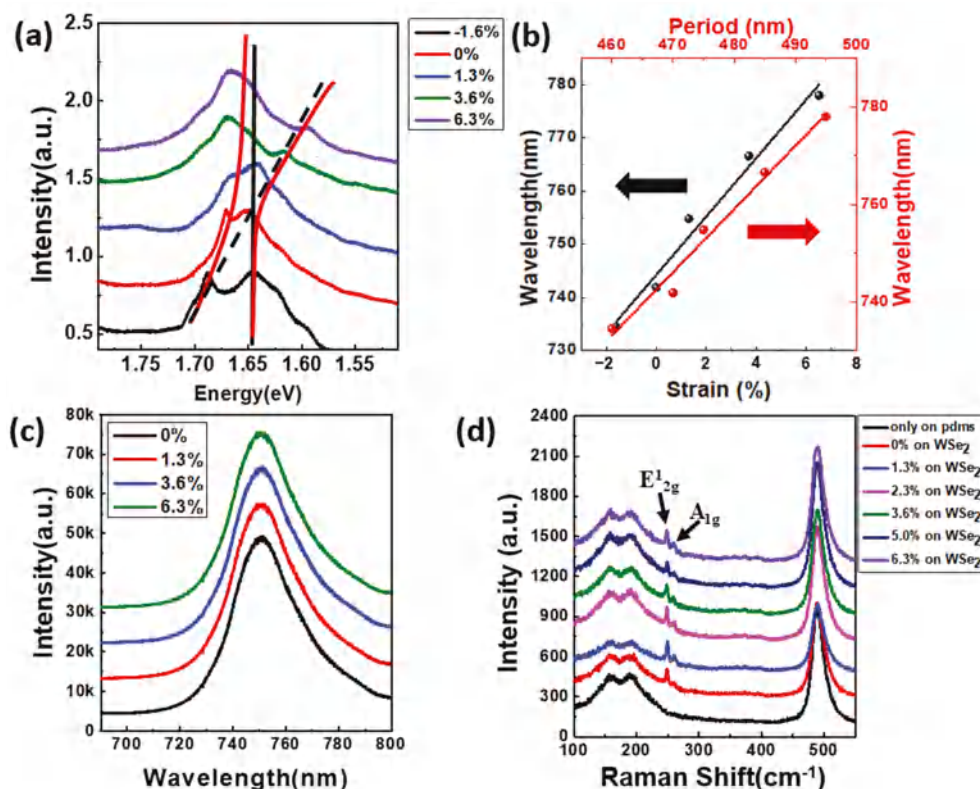 (a)
2.5
2.0
1.5
1.0
0.5
Intensity(a.u.)
1.75
1.70
1.65
1.60
1.55
Energy(eV)
-1.6%
0%
1.3%
3.6%
6.3%
(b)
Period (nm)
460
470
480
490
500
780
770
760
750
740
730
Wavelength(nm)
780
760
740
Wavelength(nm)
−2
0
2
4
6
8
Strain (%)
(c)
80k
70k
60k
50k
40k
30k
20k
10k
0
Intensity(a.u.)
0%
1.3%
3.6%
6.3%
700
720
740
760
780
800
Wavelength(nm)
(d)
2400
2100
1800
1500
1200
900
600
300
0
Intensity (a.u.)
E¹₂g
A₁g
100
200
300
400
500
Raman Shift(cm⁻¹)
only on pdms
0% on WSe₂
1.3% on WSe₂
2.3% on WSe₂
3.6% on WSe₂
5.0% on WSe₂
6.3% on WSe₂